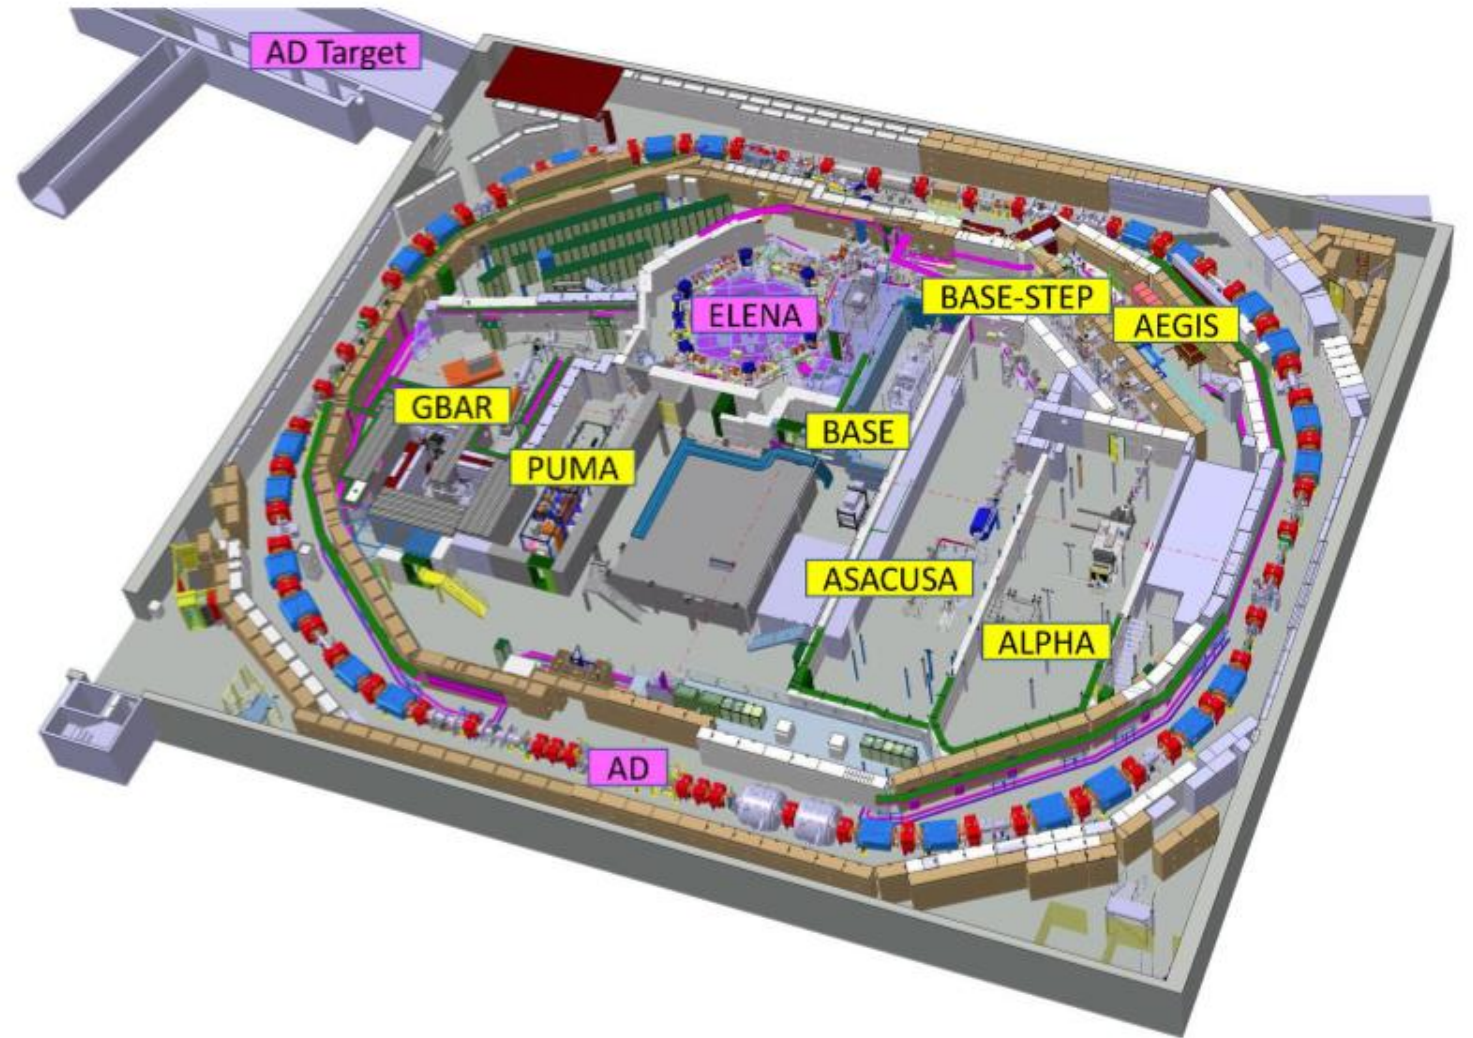 AD Target
ELENA
BASE-STEP
AEGIS
GBAR
BASE
PUMA
ASACUSA
ALPHA
AD